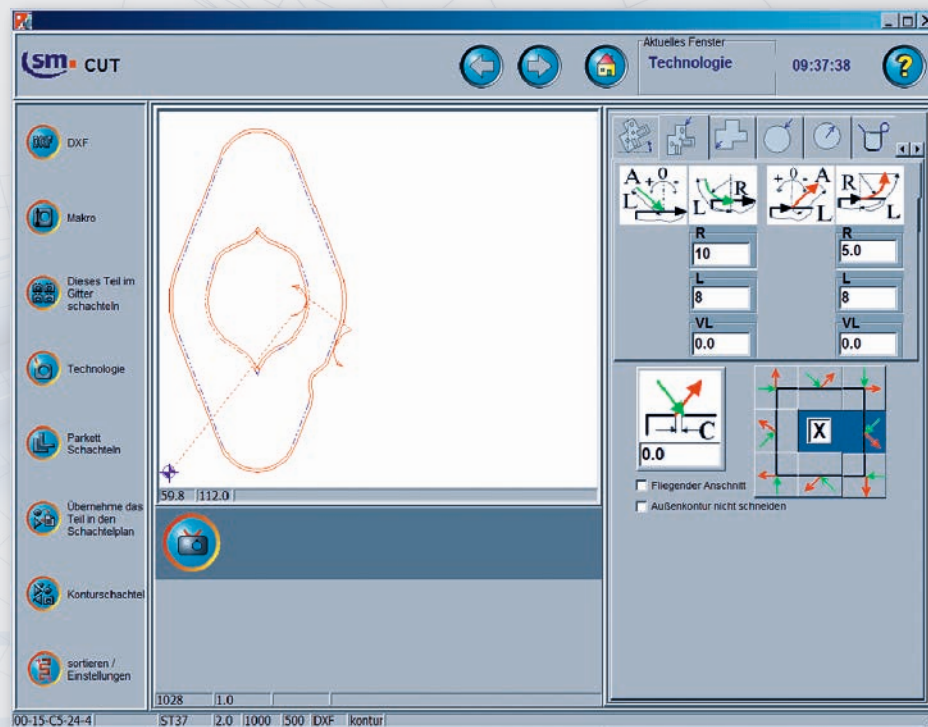 sm CUT
Aktuelles Fenster
Technologie
09:37:38
?
DXF
Makro
Dieses Teil im
Gitter
schachteln
Technologie
Parkett
Schachteln
Übernehme das
Teil in den
Schachtelplan
Konturschachtel
sortieren /
Einstellungen
59.8 112.0
1028 1.0
A + O -
L
R
L
+ O - A
L
R
L
R
10
R
5.0
L
8
L
8
VL
0.0
VL
0.0
C
0.0
X
Fliegender Anschnitt
Außenkontur nicht schneiden
00-15-C5-24-4 ST37 2.0 1000 500 DXF kontur